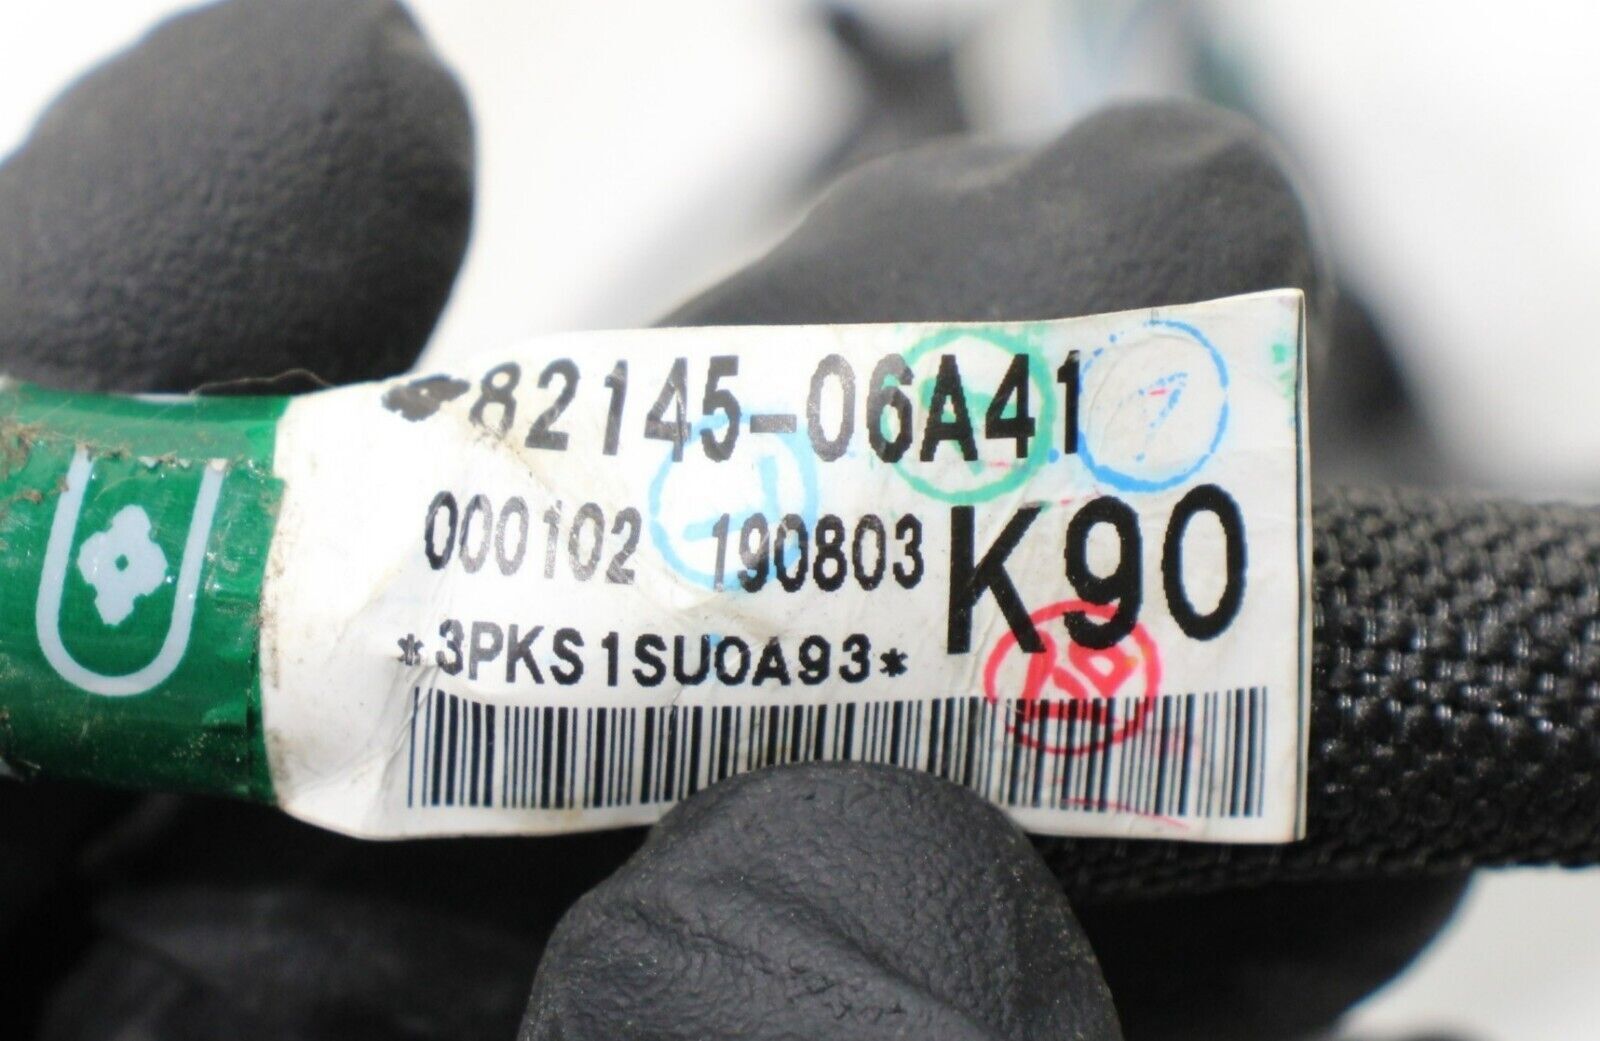 82145-06A41
000102 190803 K90
*3PKS1SU0A93*